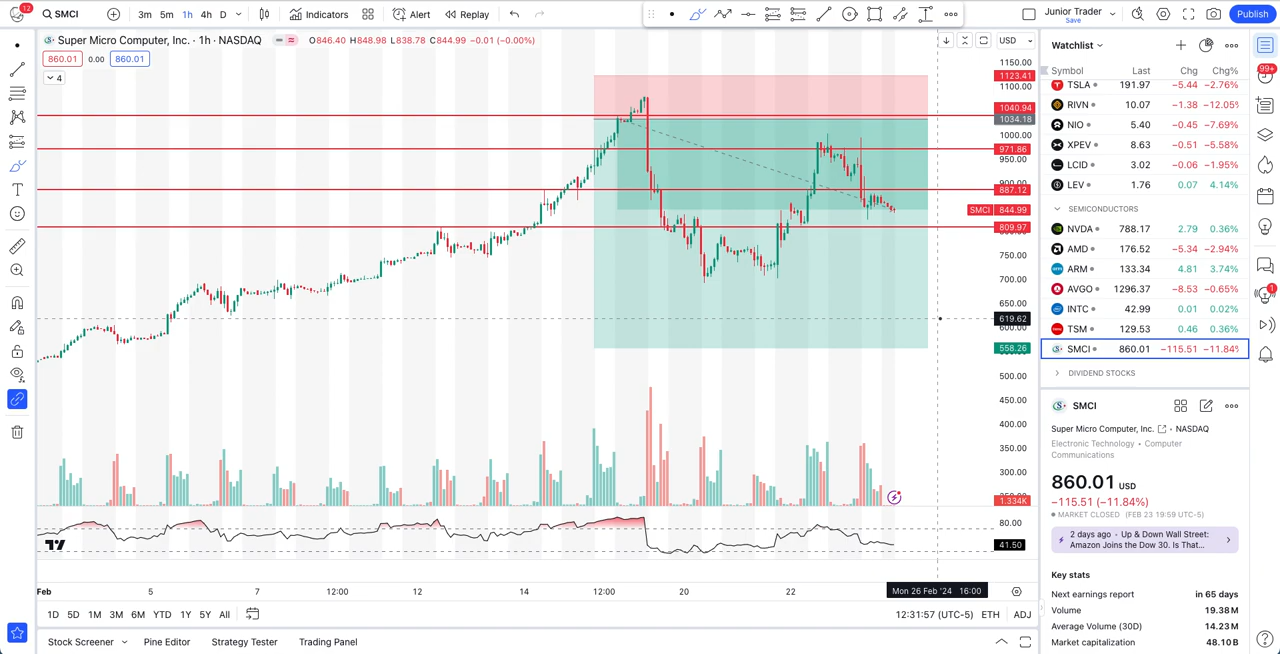 12
SMCI
3m 5m 1h 4h D
Indicators
Alert
Replay
Junior Trader
Save
Publish
Super Micro Computer, Inc. · 1h · NASDAQ
O846.40 H848.98 L838.78 C844.99 −0.01 (−0.00%)
860.01 0.00 860.01
4
USD
1150.00
1123.41
1100.00
1040.94
1034.18
1000.00
971.86
950.00
900.00
887.12
SMCI 844.99
809.97
750.00
700.00
650.00
619.62
600.00
558.26
500.00
450.00
400.00
350.00
300.00
1.334K
80.00
41.50
Feb 5 7 12:00 12 14 12:00 20 22
Mon 26 Feb '24 16:00
1D 5D 1M 3M 6M YTD 1Y 5Y All
12:31:57 (UTC-5) ETH ADJ
Stock Screener Pine Editor Strategy Tester Trading Panel
Watchlist
Symbol Last Chg Chg%
TSLA 191.97 −5.44 −2.76%
RIVN 10.07 −1.38 −12.05%
NIO 5.40 −0.45 −7.69%
XPEV 8.63 −0.51 −5.58%
LCID 3.02 −0.06 −1.95%
LEV 1.76 0.07 4.14%
SEMICONDUCTORS
NVDA 788.17 2.79 0.36%
AMD 176.52 −5.34 −2.94%
ARM 133.34 4.81 3.74%
AVGO 1296.37 −8.53 −0.65%
INTC 42.99 0.01 0.02%
TSM 129.53 0.46 0.36%
SMCI 860.01 −115.51 −11.84%
DIVIDEND STOCKS
SMCI
Super Micro Computer, Inc. • NASDAQ
Electronic Technology • Computer
Communications
860.01 USD
−115.51 (−11.84%)
MARKET CLOSED (FEB 23 19:59 UTC-5)
2 days ago · Up & Down Wall Street:
Amazon Joins the Dow 30. Is That...
Key stats
Next earnings report in 65 days
Volume 19.38M
Average Volume (30D) 14.23M
Market capitalization 48.10B
99+
1